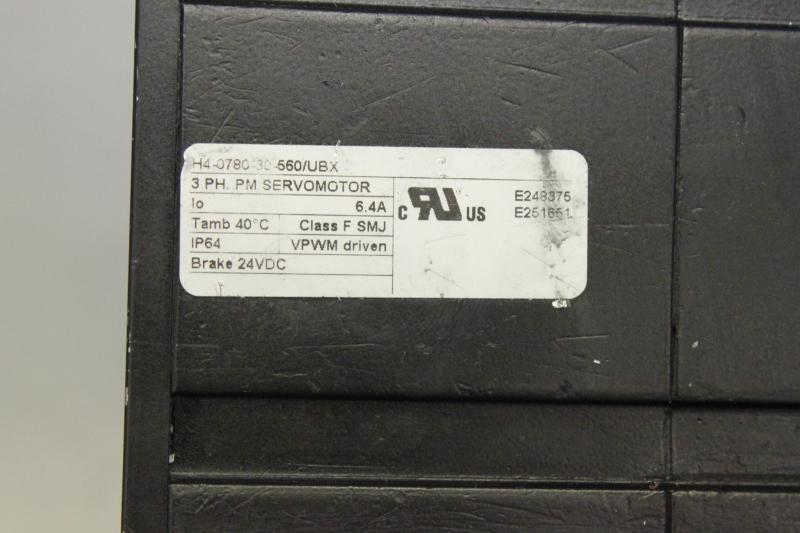 H4-0780-30-560/UBX
3 PH. PM SERVOMOTOR
Io 6.4A
Tamb 40°C Class F SMJ
IP64 VPWM driven
Brake 24VDC
C RU US
E248375
E251661